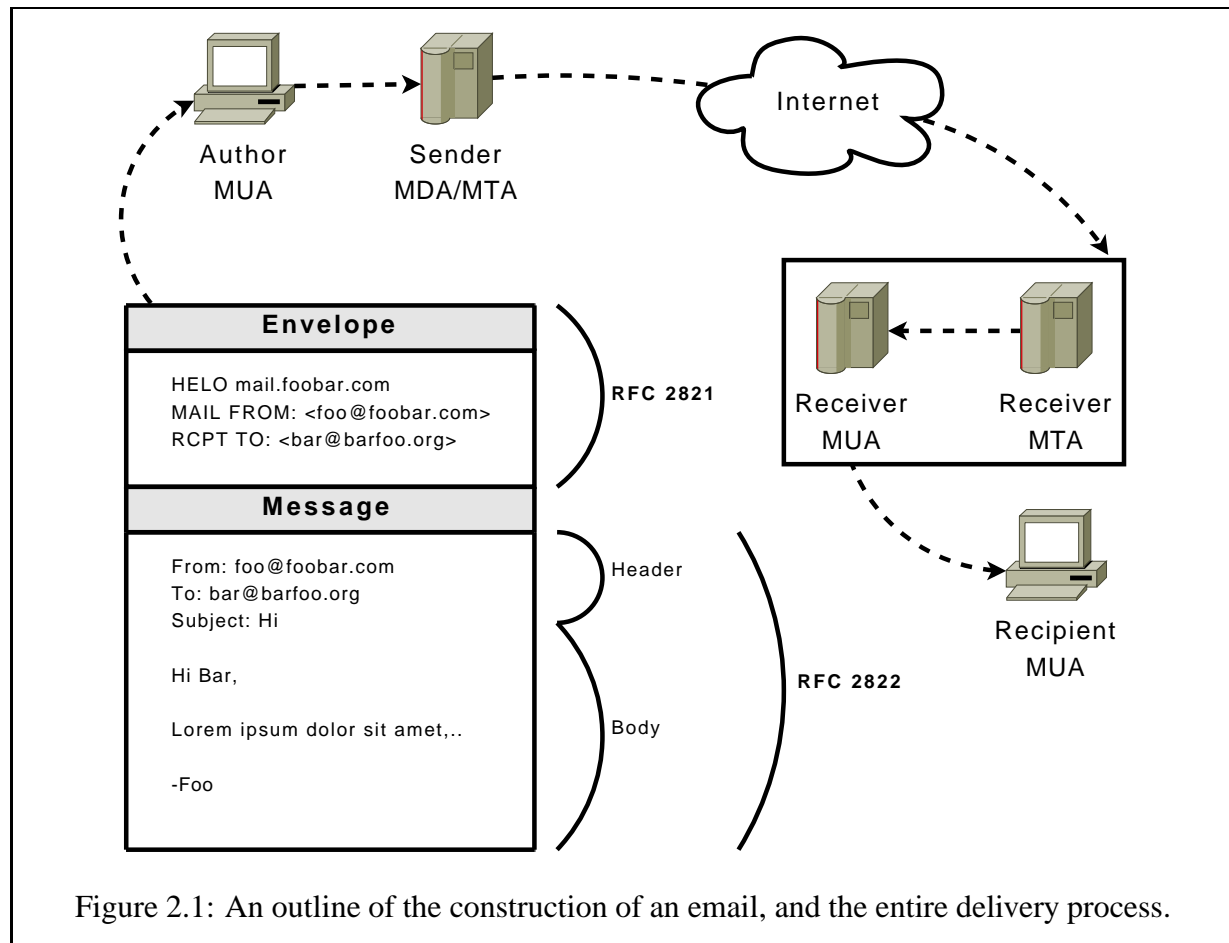 Author
MUA
Sender
MDA/MTA
Internet
Envelope
HELO mail.foobar.com
MAIL FROM: <foo@foobar.com>
RCPT TO: <bar@barfoo.org>
RFC 2821
Receiver
MUA
Receiver
MTA
Message
From: foo@foobar.com
To: bar@barfoo.org
Subject: Hi
Hi Bar,
Lorem ipsum dolor sit amet,..
-Foo
Header
Body
RFC 2822
Recipient
MUA
Figure 2.1: An outline of the construction of an email, and the entire delivery process.